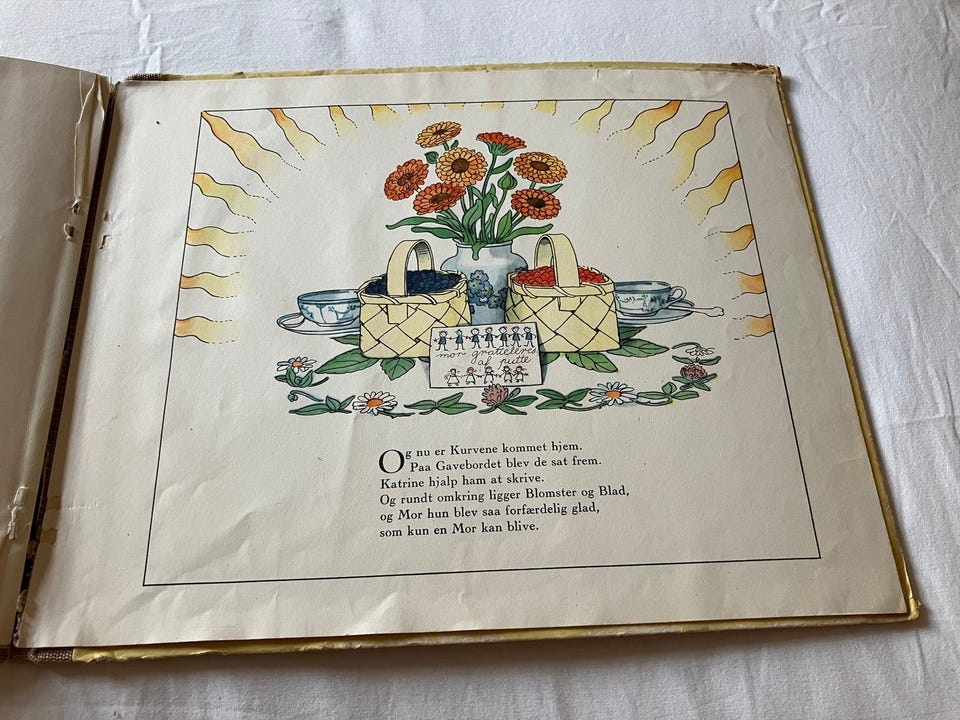 mor gratteleres
af putte
Og nu er Kurvene kommet hjem.
Paa Gavebordet blev de sat frem.
Katrine hjalp ham at skrive.
Og rundt omkring ligger Blomster og Blad,
og Mor hun blev saa forfærdelig glad,
som kun en Mor kan blive.